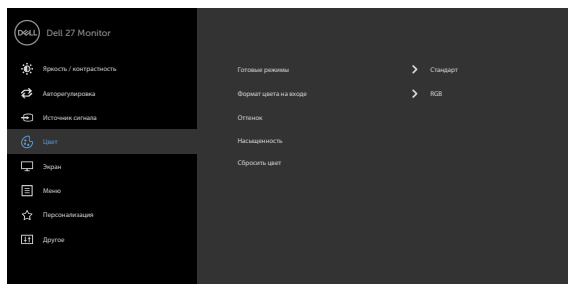 DELL Dell 27 Monitor
Яркость / контрастность
Готовые режимы Стандарт
Авторегулировка
Формат цвета на входе RGB
Источник сигнала
Оттенок
Цвет
Насыщенность
Экран
Сбросить цвет
Меню
Персонализация
Другое